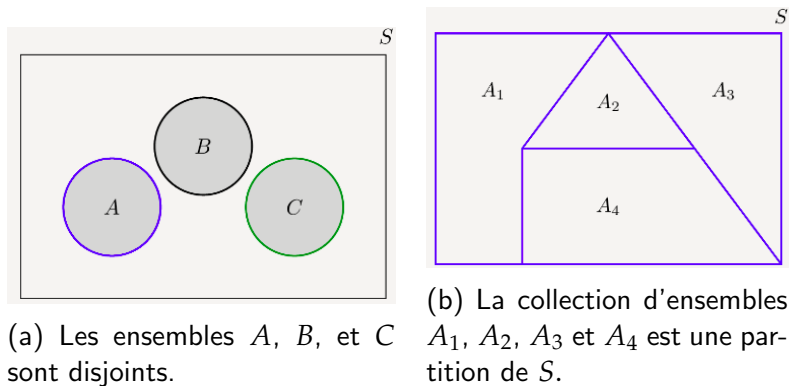 S
B
A
C
(a) Les ensembles A, B, et C
sont disjoints.
S
A₁
A₂
A₃
A₄
(b) La collection d'ensembles
A₁, A₂, A₃ et A₄ est une par-
tition de S.